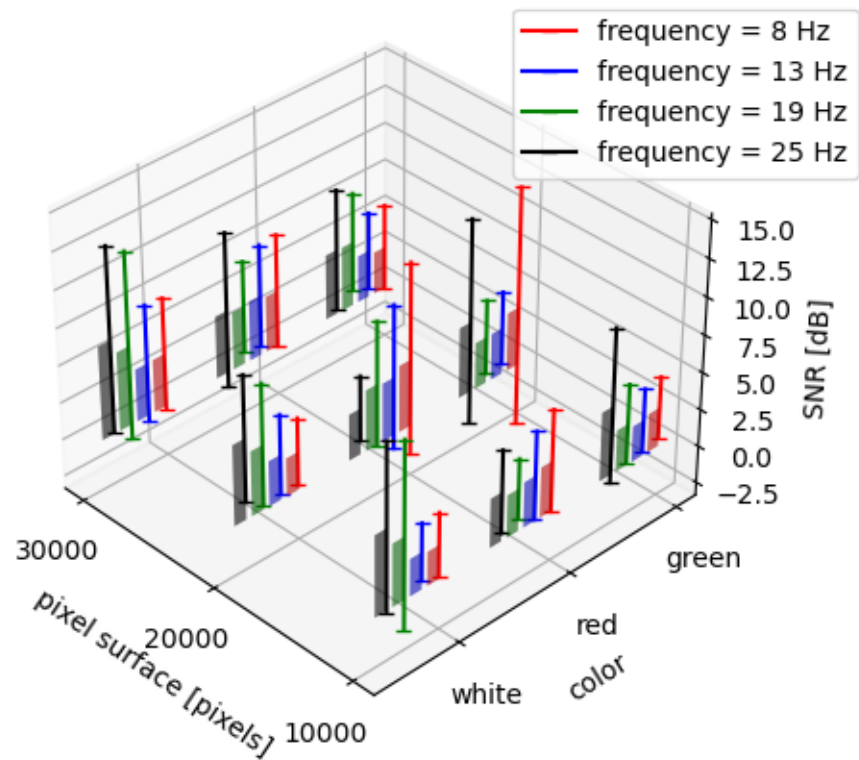 frequency = 8 Hz
frequency = 13 Hz
frequency = 19 Hz
frequency = 25 Hz
15.0
12.5
10.0
7.5
5.0
2.5
0.0
−2.5
SNR [dB]
30000
20000
10000
pixel surface [pixels]
green
red
white
color